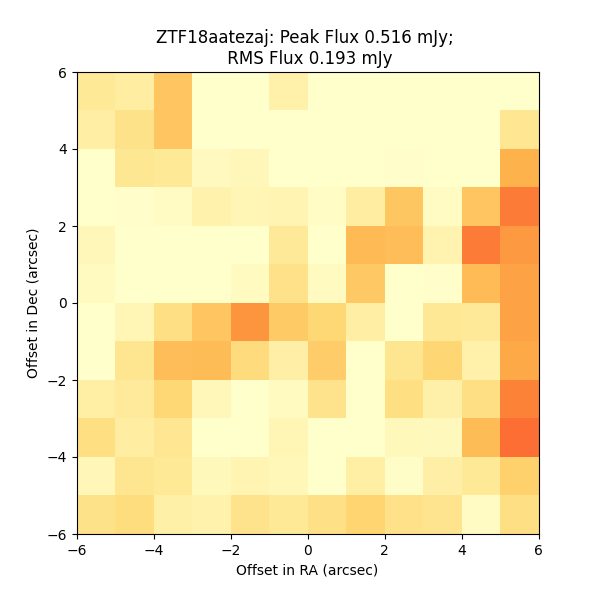 ZTF18aatezaj: Peak Flux 0.516 mJy;
RMS Flux 0.193 mJy
6
4
2
0
−2
−4
−6
Offset in Dec (arcsec)
−6 −4 −2 0 2 4 6
Offset in RA (arcsec)